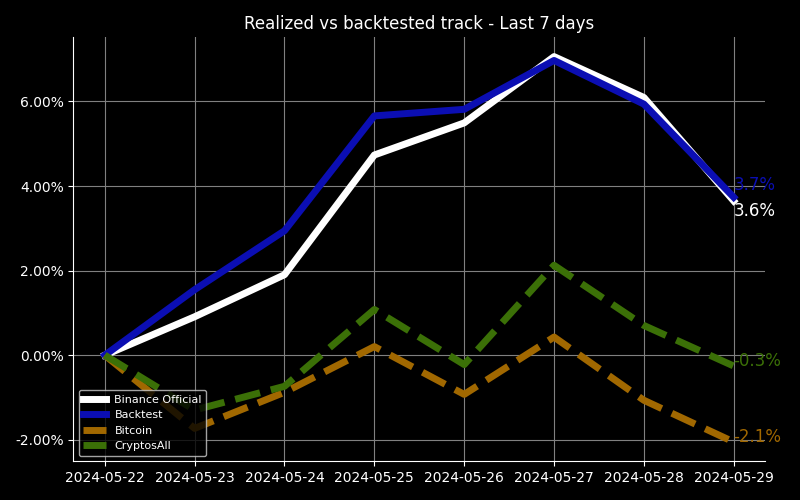 Realized vs backtested track - Last 7 days
6.00%
4.00%
2.00%
0.00%
-2.00%
3.7%
3.6%
-0.3%
-2.1%
Binance Official
Backtest
Bitcoin
CryptosAll
2024-05-22 2024-05-23 2024-05-24 2024-05-25 2024-05-26 2024-05-27 2024-05-28 2024-05-29